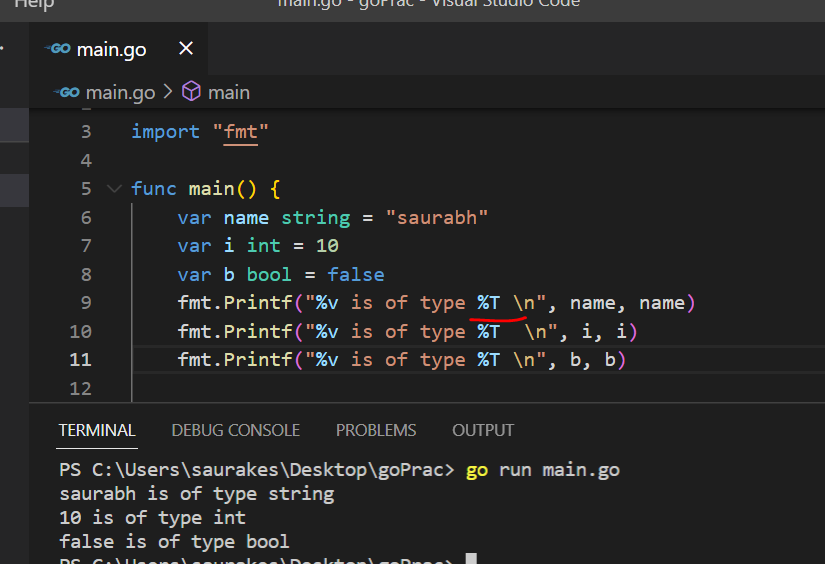 Help main.go - goPrac - Visual Studio Code
GO main.go ×
GO main.go > main
3 import "fmt"
4
5 func main() {
6 var name string = "saurabh"
7 var i int = 10
8 var b bool = false
9 fmt.Printf("%v is of type %T \n", name, name)
10 fmt.Printf("%v is of type %T  \n", i, i)
11 fmt.Printf("%v is of type %T \n", b, b)
12
TERMINAL DEBUG CONSOLE PROBLEMS OUTPUT
PS C:\Users\saurakes\Desktop\goPrac> go run main.go
saurabh is of type string
10 is of type int
false is of type bool
PS C:\Users\saurakes\Desktop\goPrac>